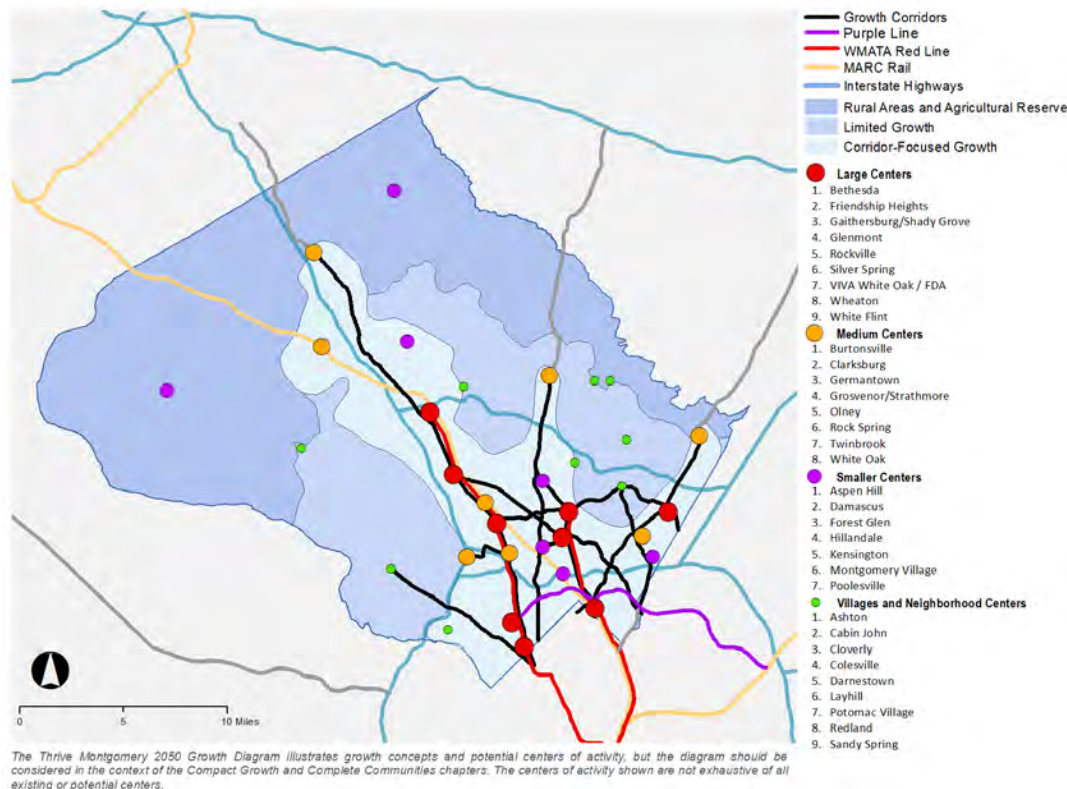 Growth Corridors
Purple Line
WMATA Red Line
MARC Rail
Interstate Highways
Rural Areas and Agricultural Reserve
Limited Growth
Corridor-Focused Growth
Large Centers
1. Bethesda
2. Friendship Heights
3. Gaithersburg/Shady Grove
4. Glenmont
5. Rockville
6. Silver Spring
7. VIVA White Oak / FDA
8. Wheaton
9. White Flint
Medium Centers
1. Burtonsville
2. Clarksburg
3. Germantown
4. Grosvenor/Strathmore
5. Olney
6. Rock Spring
7. Twinbrook
8. White Oak
Smaller Centers
1. Aspen Hill
2. Damascus
3. Forest Glen
4. Hillandale
5. Kensington
6. Montgomery Village
7. Poolesville
Villages and Neighborhood Centers
1. Ashton
2. Cabin John
3. Cloverly
4. Colesville
5. Darnestown
6. Layhill
7. Potomac Village
8. Redland
9. Sandy Spring
0 5 10 Miles
The Thrive Montgomery 2050 Growth Diagram illustrates growth concepts and potential centers of activity, but the diagram should be
considered in the context of the Compact Growth and Complete Communities chapters. The centers of activity shown are not exhaustive of all
existing or potential centers.